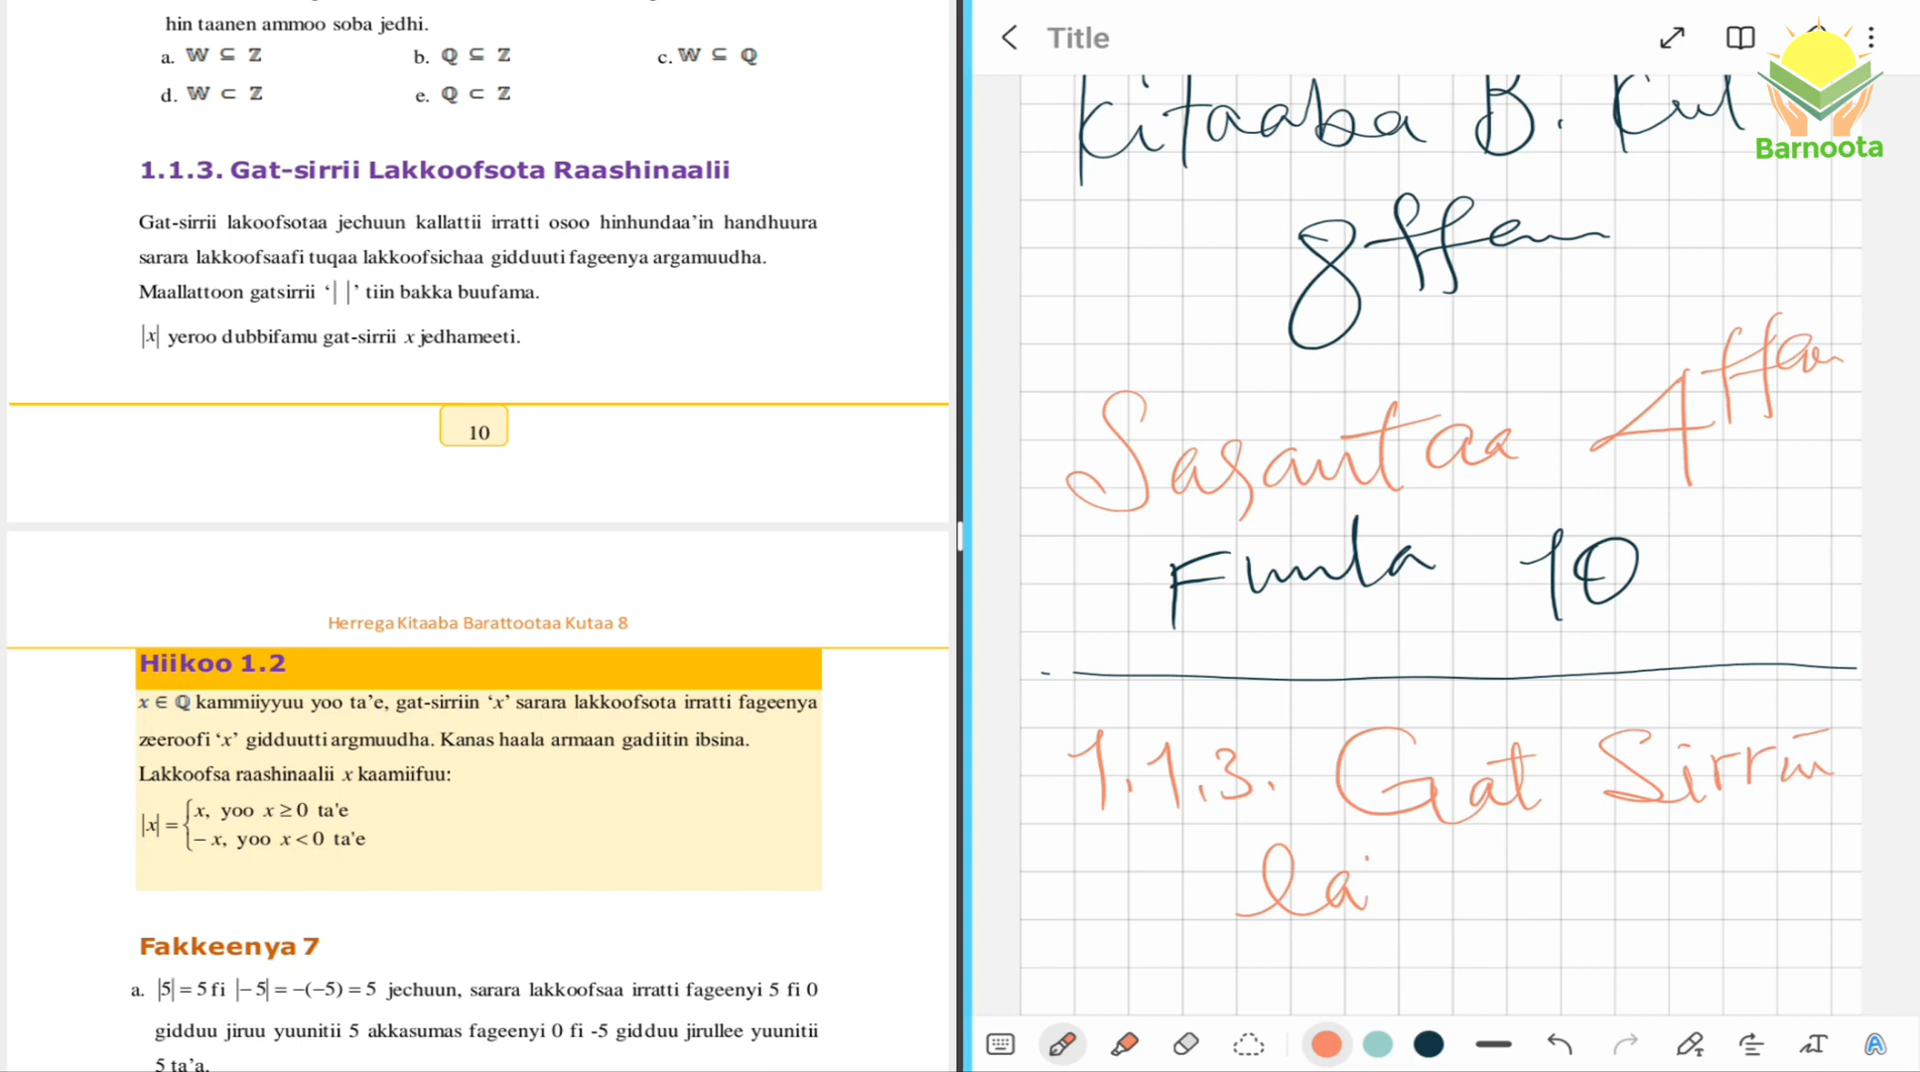 hin taanen ammoo soba jedhi.
a. 𝕎 ⊆ ℤ b. ℚ ⊆ ℤ c. 𝕎 ⊆ ℚ
d. 𝕎 ⊂ ℤ e. ℚ ⊂ ℤ
1.1.3. Gat-sirrii Lakkoofsota Raashinaalii
Gat-sirrii lakoofsotaa jechuun kallattii irratti osoo hinhundaa’in handhuura
sarara lakkoofsaafi tuqaa lakkoofsichaa gidduuti fageenya argamuudha.
Maallattoon gatsirrii ‘| |’ tiin bakka buufama.
|x| yeroo dubbifamu gat-sirrii x jedhameeti.
10
Herrega Kitaaba Barattootaa Kutaa 8
Hiikoo 1.2
x ∈ ℚ kammiiyyuu yoo ta’e, gat-sirriin ‘x’ sarara lakkoofsota irratti fageenya
zeeroofi ‘x’ gidduutti argmuudha. Kanas haala armaan gadiitin ibsina.
Lakkoofsa raashinaalii x kaamiifuu:
|x| = { x, yoo x ≥ 0 ta'e
− x, yoo x < 0 ta'e
Fakkeenya 7
a. |5| = 5 fi |− 5| = −(−5) = 5 jechuun, sarara lakkoofsaa irratti fageenyi 5 fi 0
gidduu jiruu yuunitii 5 akkasumas fageenyi 0 fi -5 gidduu jirullee yuunitii
5 ta’a.
Title
Barnoota
Kitaaba B. Kut
8ffaa
Sagantaa 4ffaa
Fuula 10
1.1.3. Gat Sirrii
la